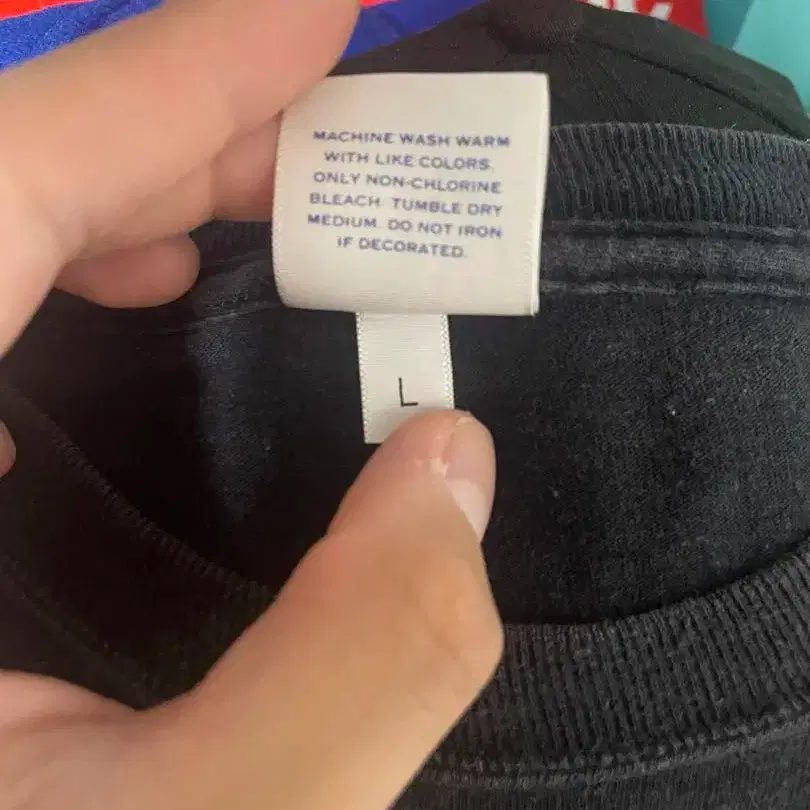 MACHINE WASH WARM
WITH LIKE COLORS.
ONLY NON-CHLORINE
BLEACH. TUMBLE DRY
MEDIUM. DO NOT IRON
IF DECORATED.
L